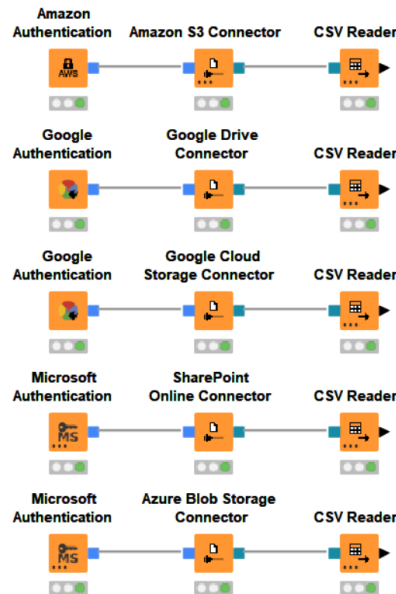 Amazon
Authentication Amazon S3 Connector CSV Reader
AWS
Google Google Drive
Authentication Connector CSV Reader
Google Google Cloud
Authentication Storage Connector CSV Reader
Microsoft SharePoint
Authentication Online Connector CSV Reader
MS
Microsoft Azure Blob Storage
Authentication Connector CSV Reader
MS